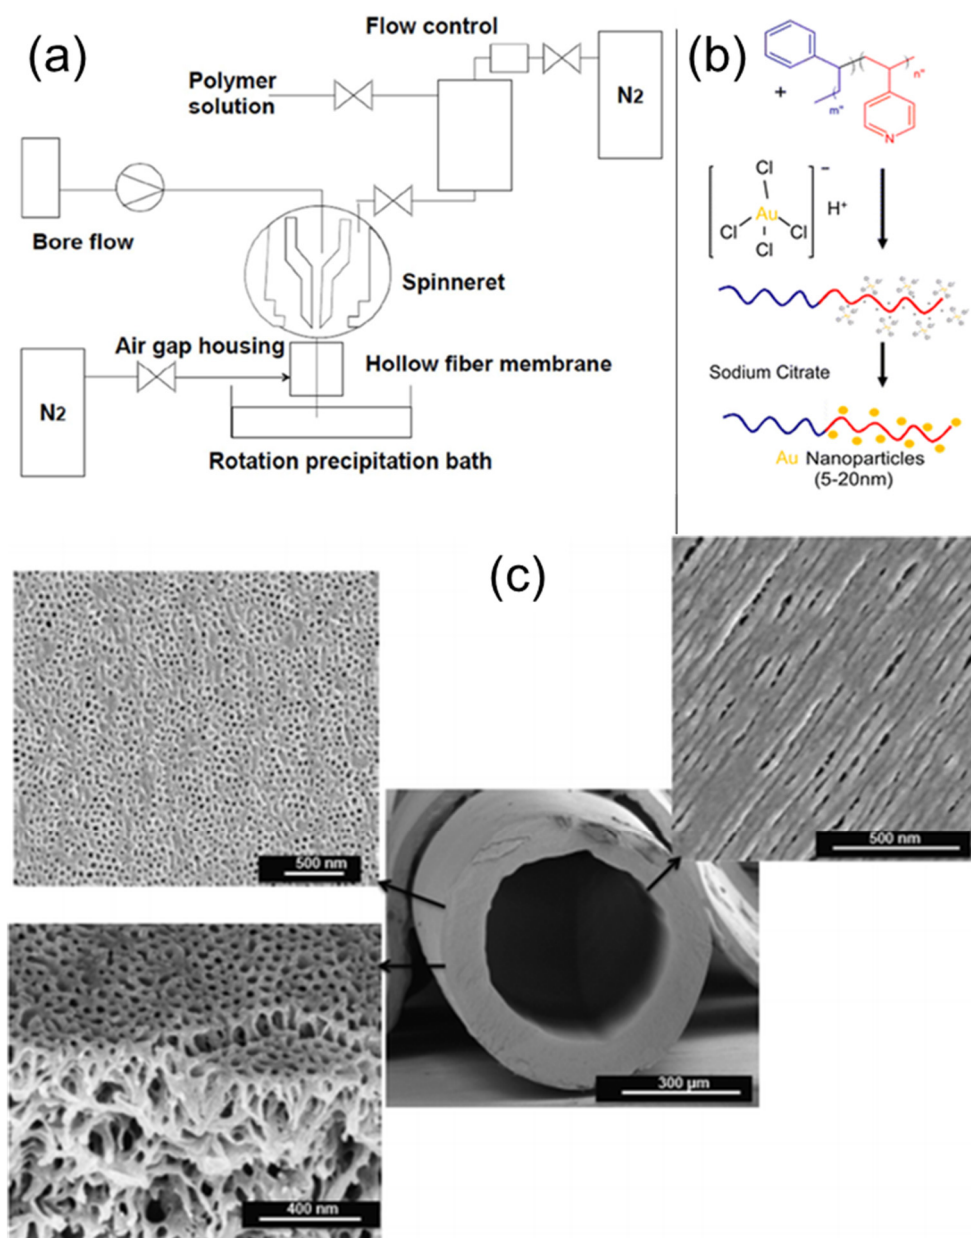 (a)
Flow control
Polymer
solution
N2
Bore flow
Spinneret
Air gap housing
Hollow fiber membrane
N2
Rotation precipitation bath
(b)
+
m"
n"
N
Cl
Au
Cl
Cl
Cl
−
H+
Sodium Citrate
Au Nanoparticles
(5-20nm)
(c)
500 nm
500 nm
300 µm
400 nm